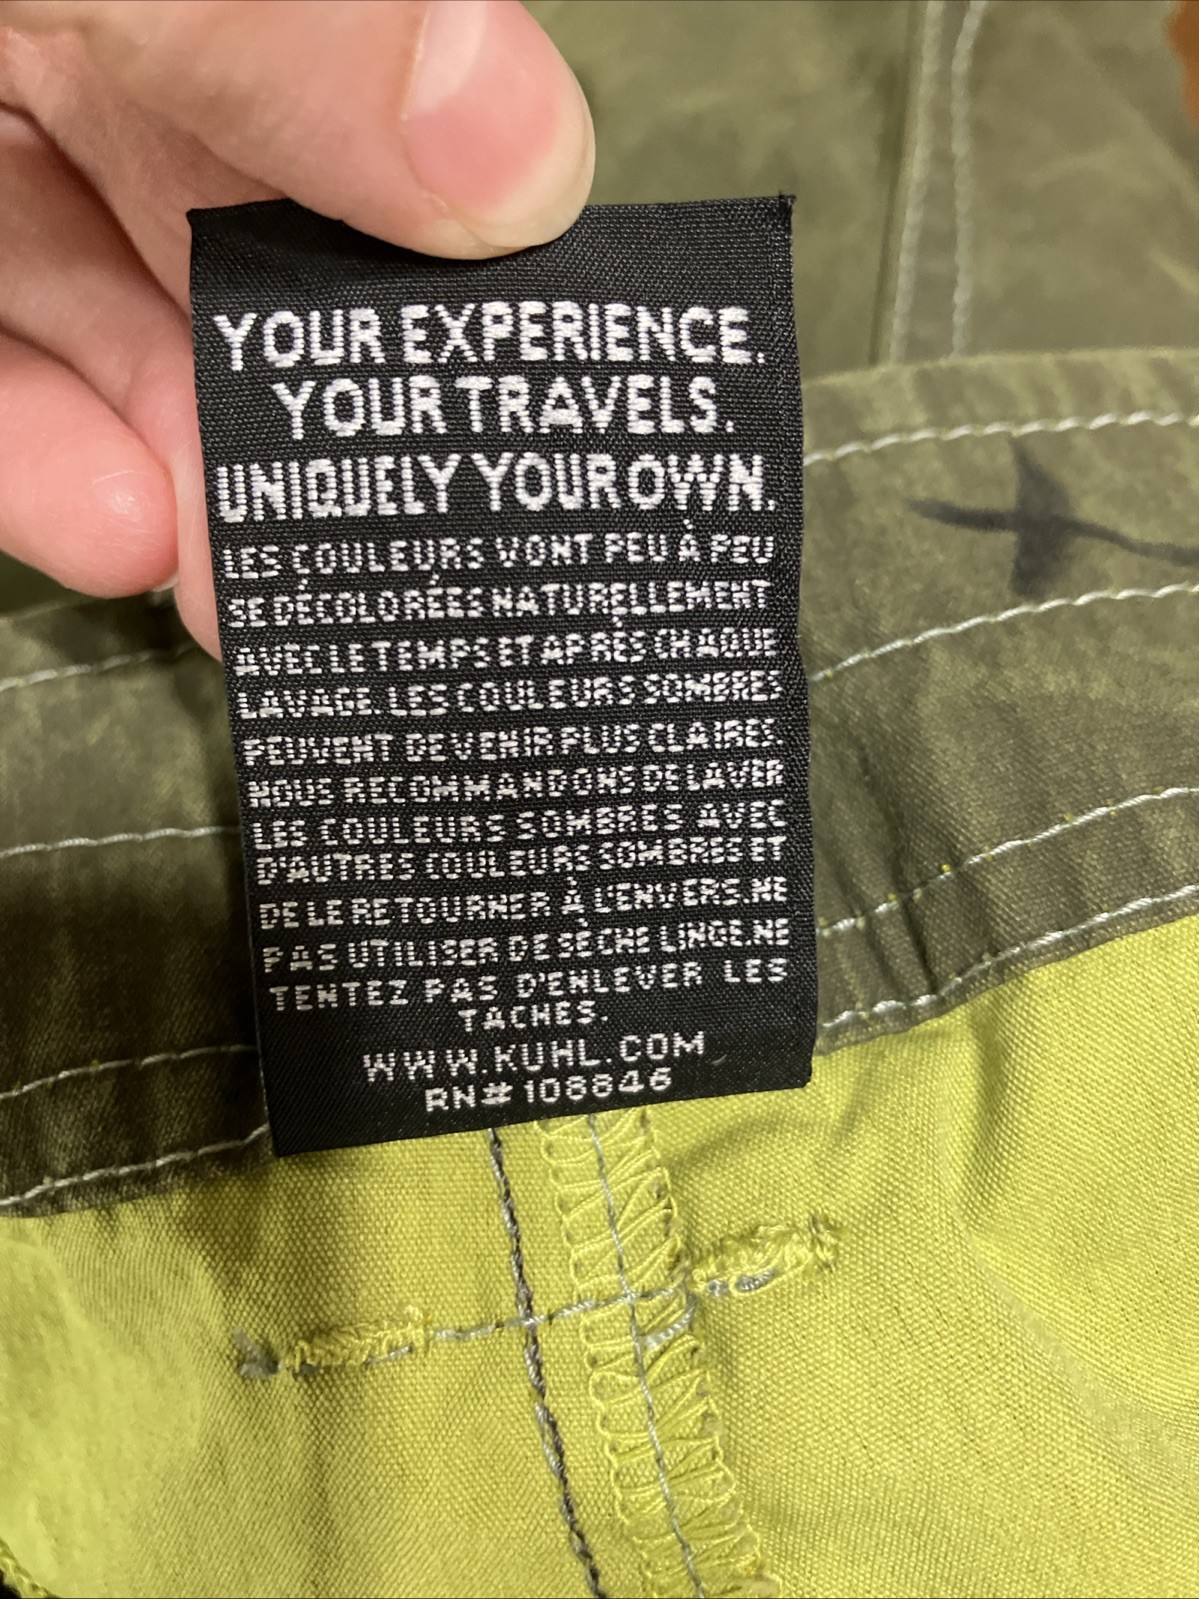 YOUR EXPERIENCE.
YOUR TRAVELS.
UNIQUELY YOUR OWN.
LES COULEURS VONT PEU À PEU
SE DÉCOLORÉES NATURELLEMENT
AVEC LE TEMPS ET APRÈS CHAQUE
LAVAGE. LES COULEURS SOMBRES
PEUVENT DEVENIR PLUS CLAIRES
NOUS RECOMMANDONS DE LAVER
LES COULEURS SOMBRES AVEC
D'AUTRES COULEURS SOMBRES ET
DE LE RETOURNER À L'ENVERS. NE
PAS UTILISER DE SÈCHE LINGE. NE
TENTEZ PAS D'ENLEVER LES
TACHES.
WWW.KUHL.COM
RN# 108846